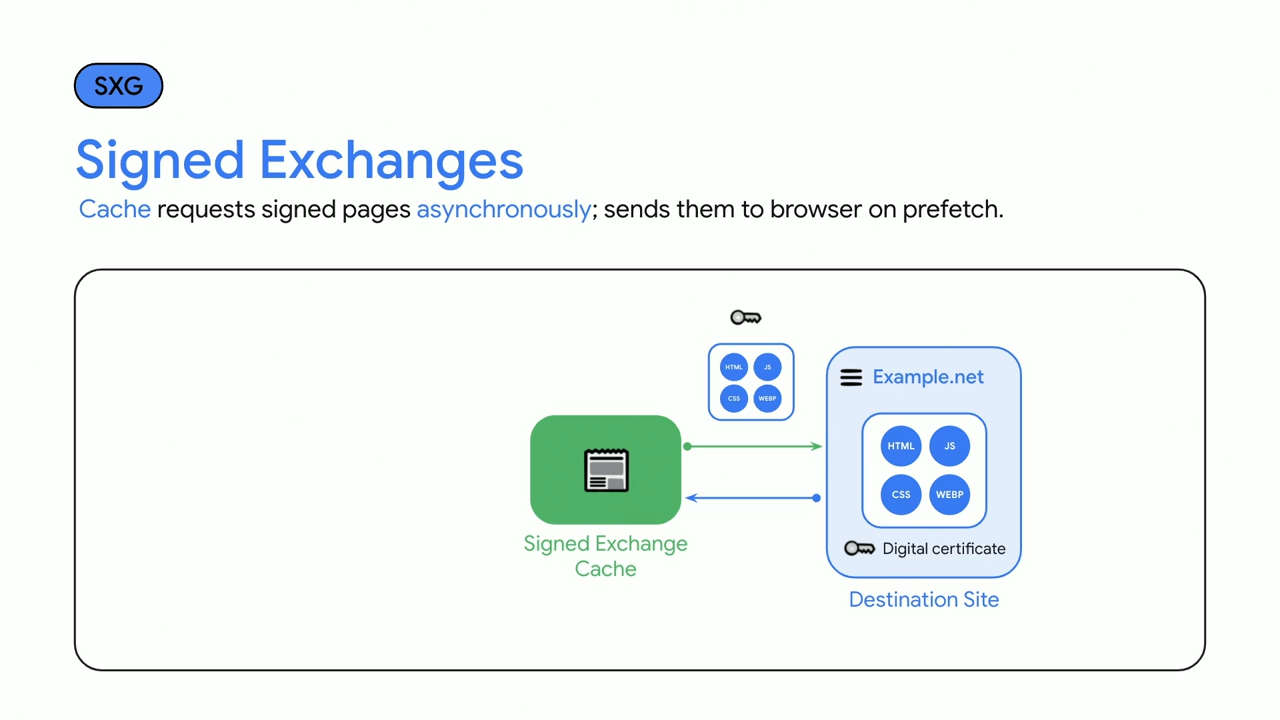 SXG
Signed Exchanges
Cache requests signed pages asynchronously; sends them to browser on prefetch.
HTML JS
CSS WEBP
Example.net
HTML JS
CSS WEBP
Digital certificate
Signed Exchange
Cache
Destination Site